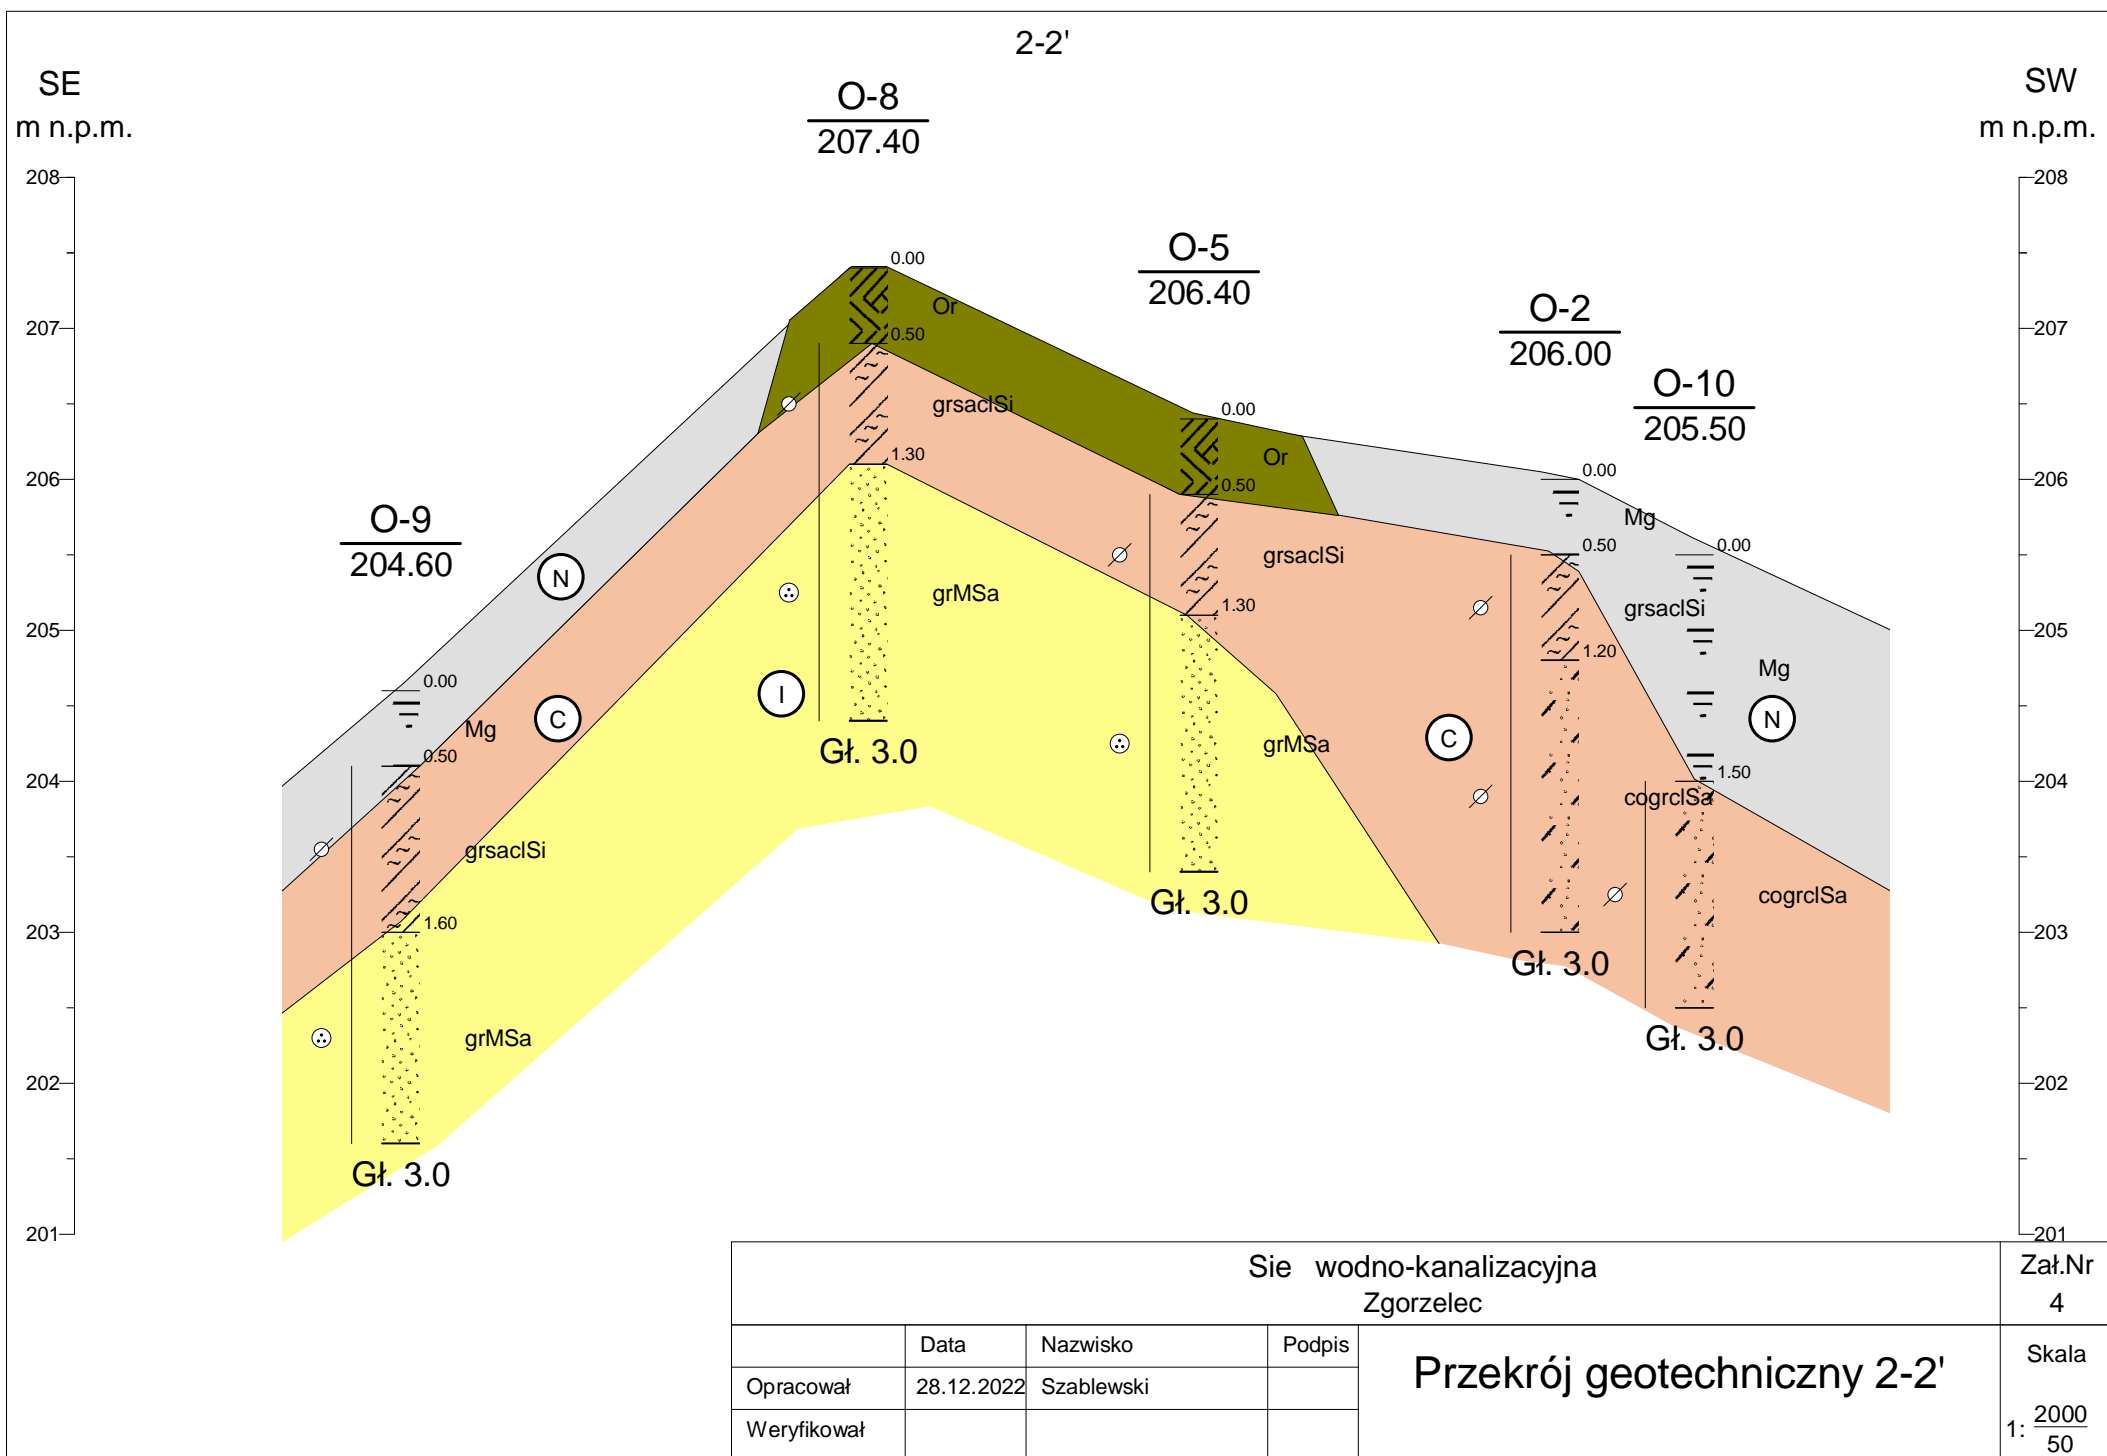 2-2'
SE
SW
m n.p.m.
m n.p.m.
O-8
207.40
O-5
206.40
O-2
206.00
O-10
205.50
O-9
204.60
208
207
206
205
204
203
202
201
208
207
206
205
204
203
202
201
0.00
Mg
0.50
grsaclSi
1.60
grMSa
Gł. 3.0
N
C
I
0.00
Or
0.50
grsaclSi
1.30
grMSa
Gł. 3.0
0.00
Or
0.50
grsaclSi
1.30
grMSa
Gł. 3.0
C
0.00
Mg
0.50
grsaclSi
1.20
cogrclSa
Gł. 3.0
0.00
Mg
N
1.50
cogrclSa
Gł. 3.0
Sie wodno-kanalizacyjna
Zgorzelec
Zał.Nr
4
Data Nazwisko Podpis
Opracował 28.12.2022 Szablewski
Weryfikował
Przekrój geotechniczny 2-2'
Skala
1: 2000
50